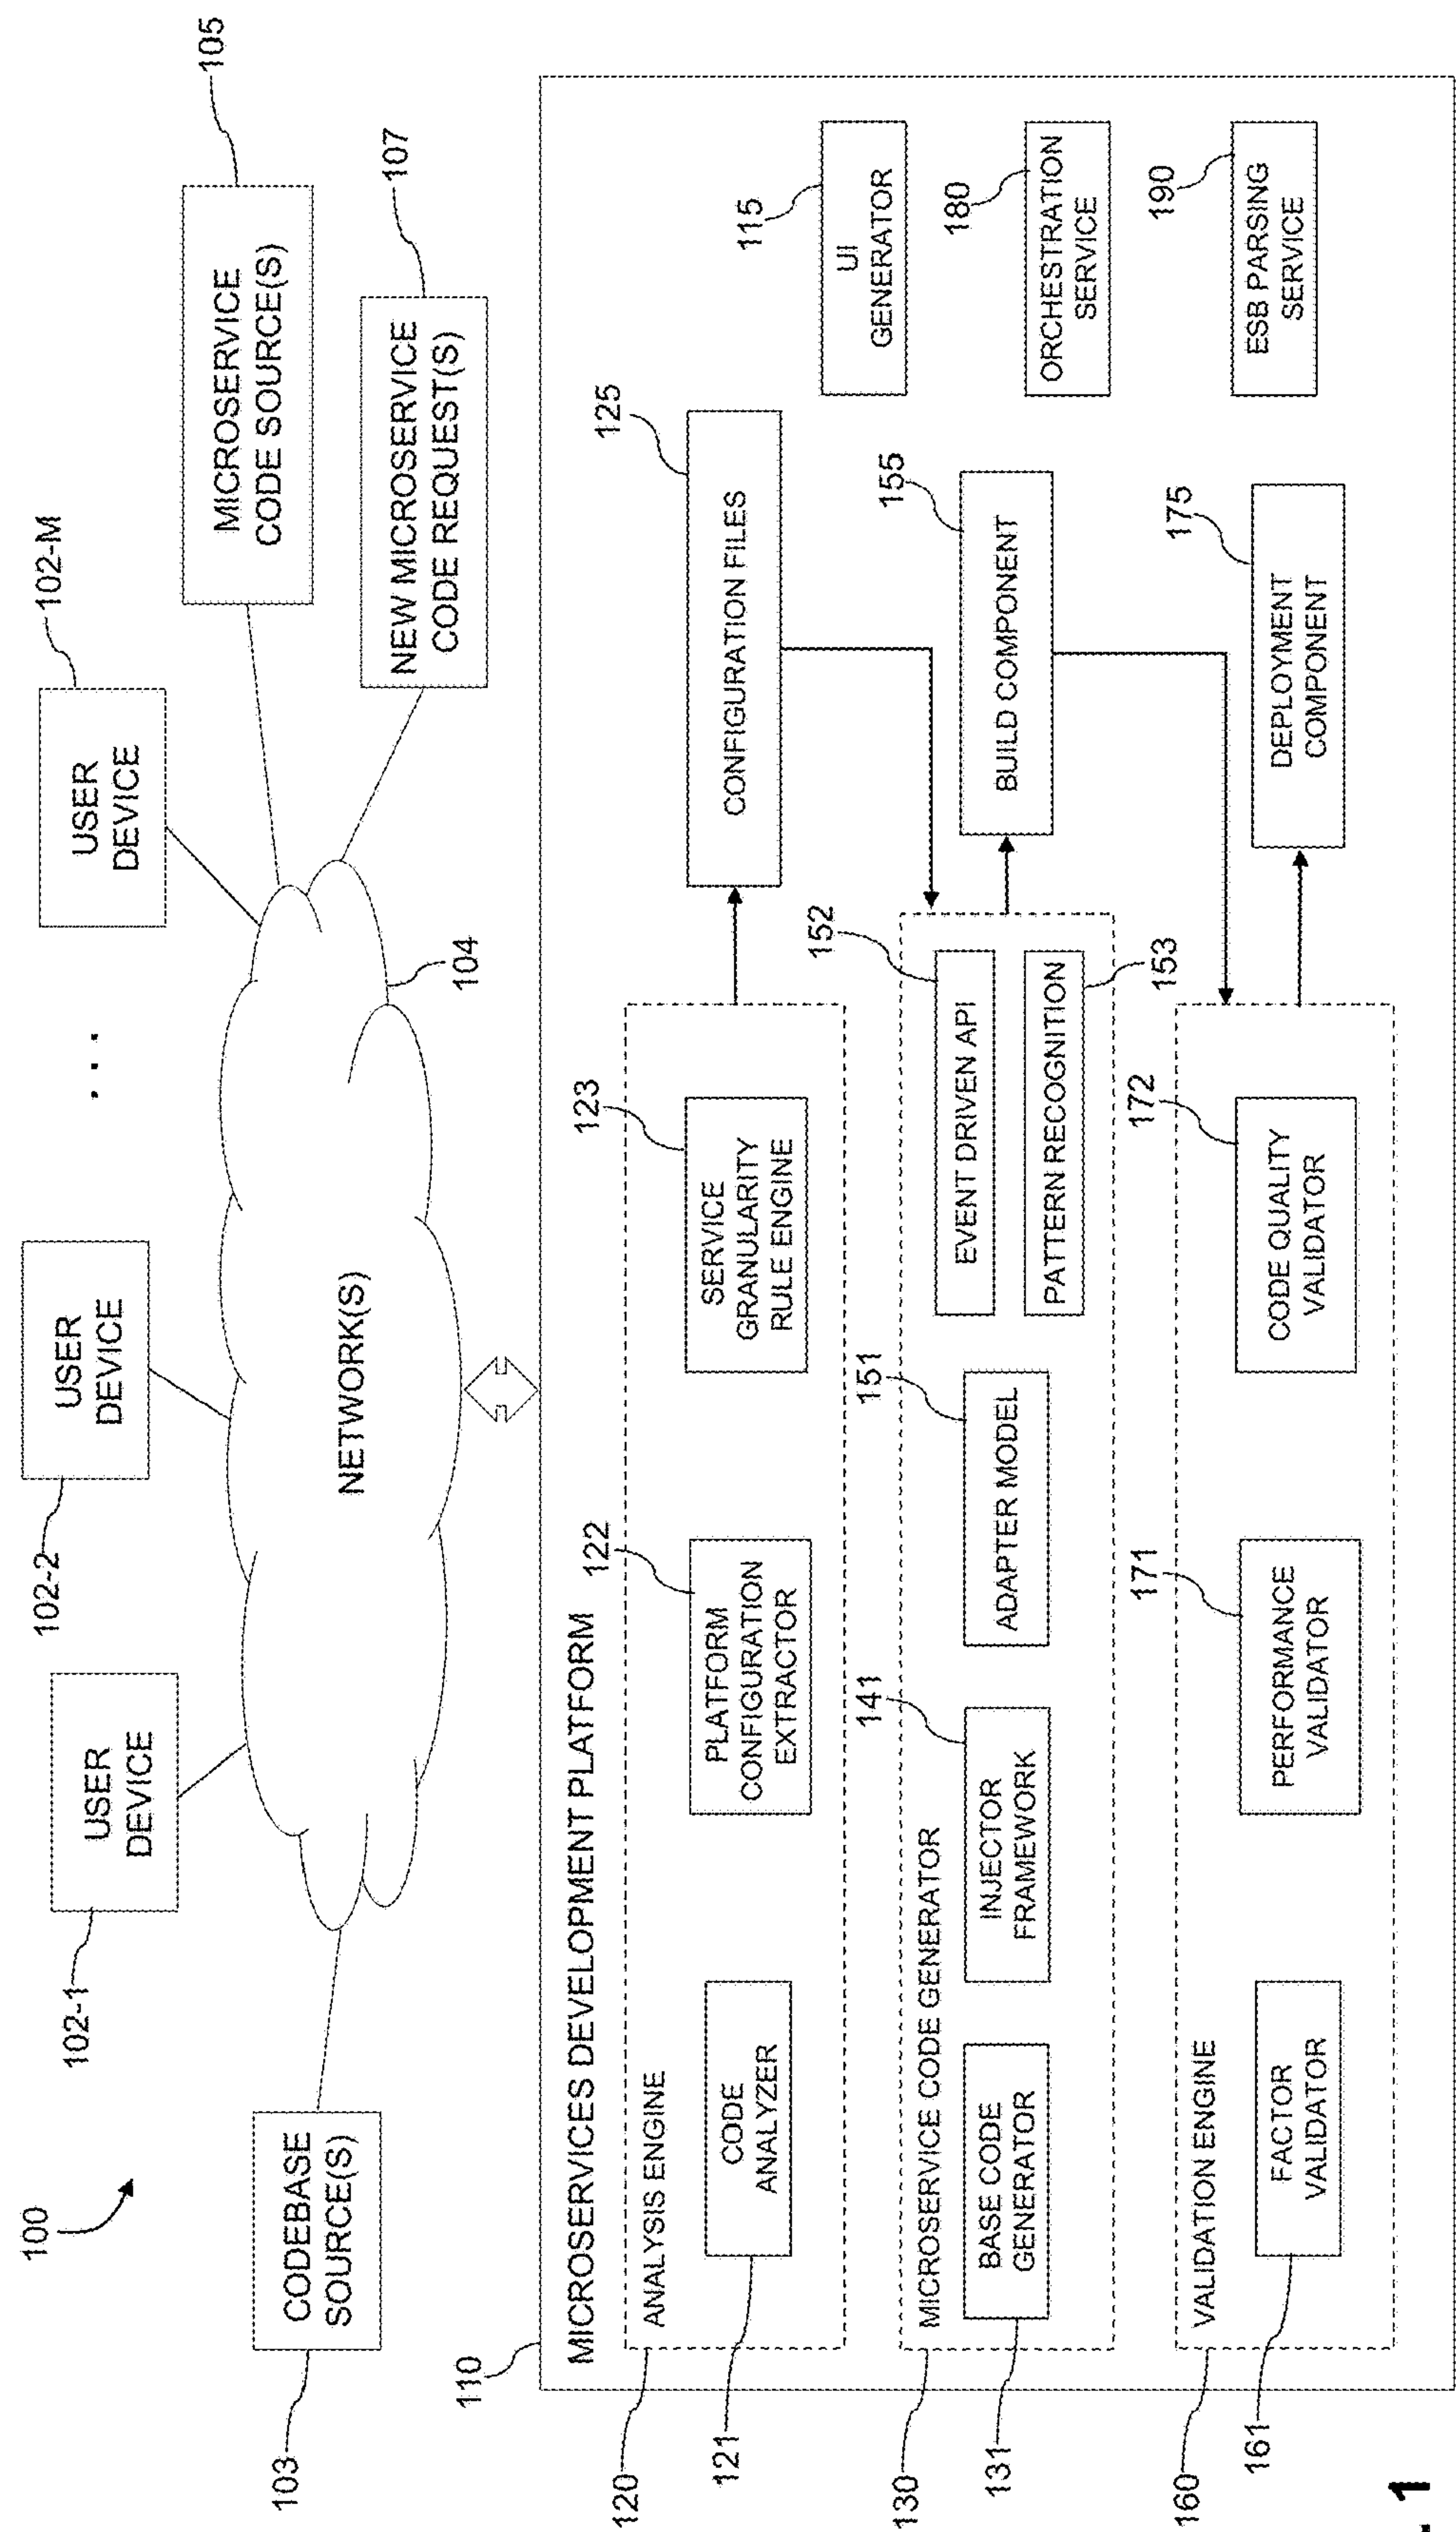 100
102-1
USER
DEVICE
102-2
USER
DEVICE
. . .
USER
DEVICE
102-M
105
103
CODEBASE
SOURCE(S)
NETWORK(S)
104
MICROSERVICE
CODE SOURCE(S)
107
NEW MICROSERVICE
CODE REQUEST(S)
110
MICROSERVICES DEVELOPMENT PLATFORM
120
ANALYSIS ENGINE
121
CODE
ANALYZER
122
PLATFORM
CONFIGURATION
EXTRACTOR
123
SERVICE
GRANULARITY
RULE ENGINE
125
CONFIGURATION FILES
115
UI
GENERATOR
130
MICROSERVICE CODE GENERATOR
131
BASE CODE
GENERATOR
141
INJECTOR
FRAMEWORK
151
ADAPTER MODEL
152
EVENT DRIVEN API
153
PATTERN RECOGNITION
155
BUILD COMPONENT
180
ORCHESTRATION
SERVICE
160
VALIDATION ENGINE
161
FACTOR
VALIDATOR
171
PERFORMANCE
VALIDATOR
172
CODE QUALITY
VALIDATOR
175
DEPLOYMENT
COMPONENT
190
ESB PARSING
SERVICE
1